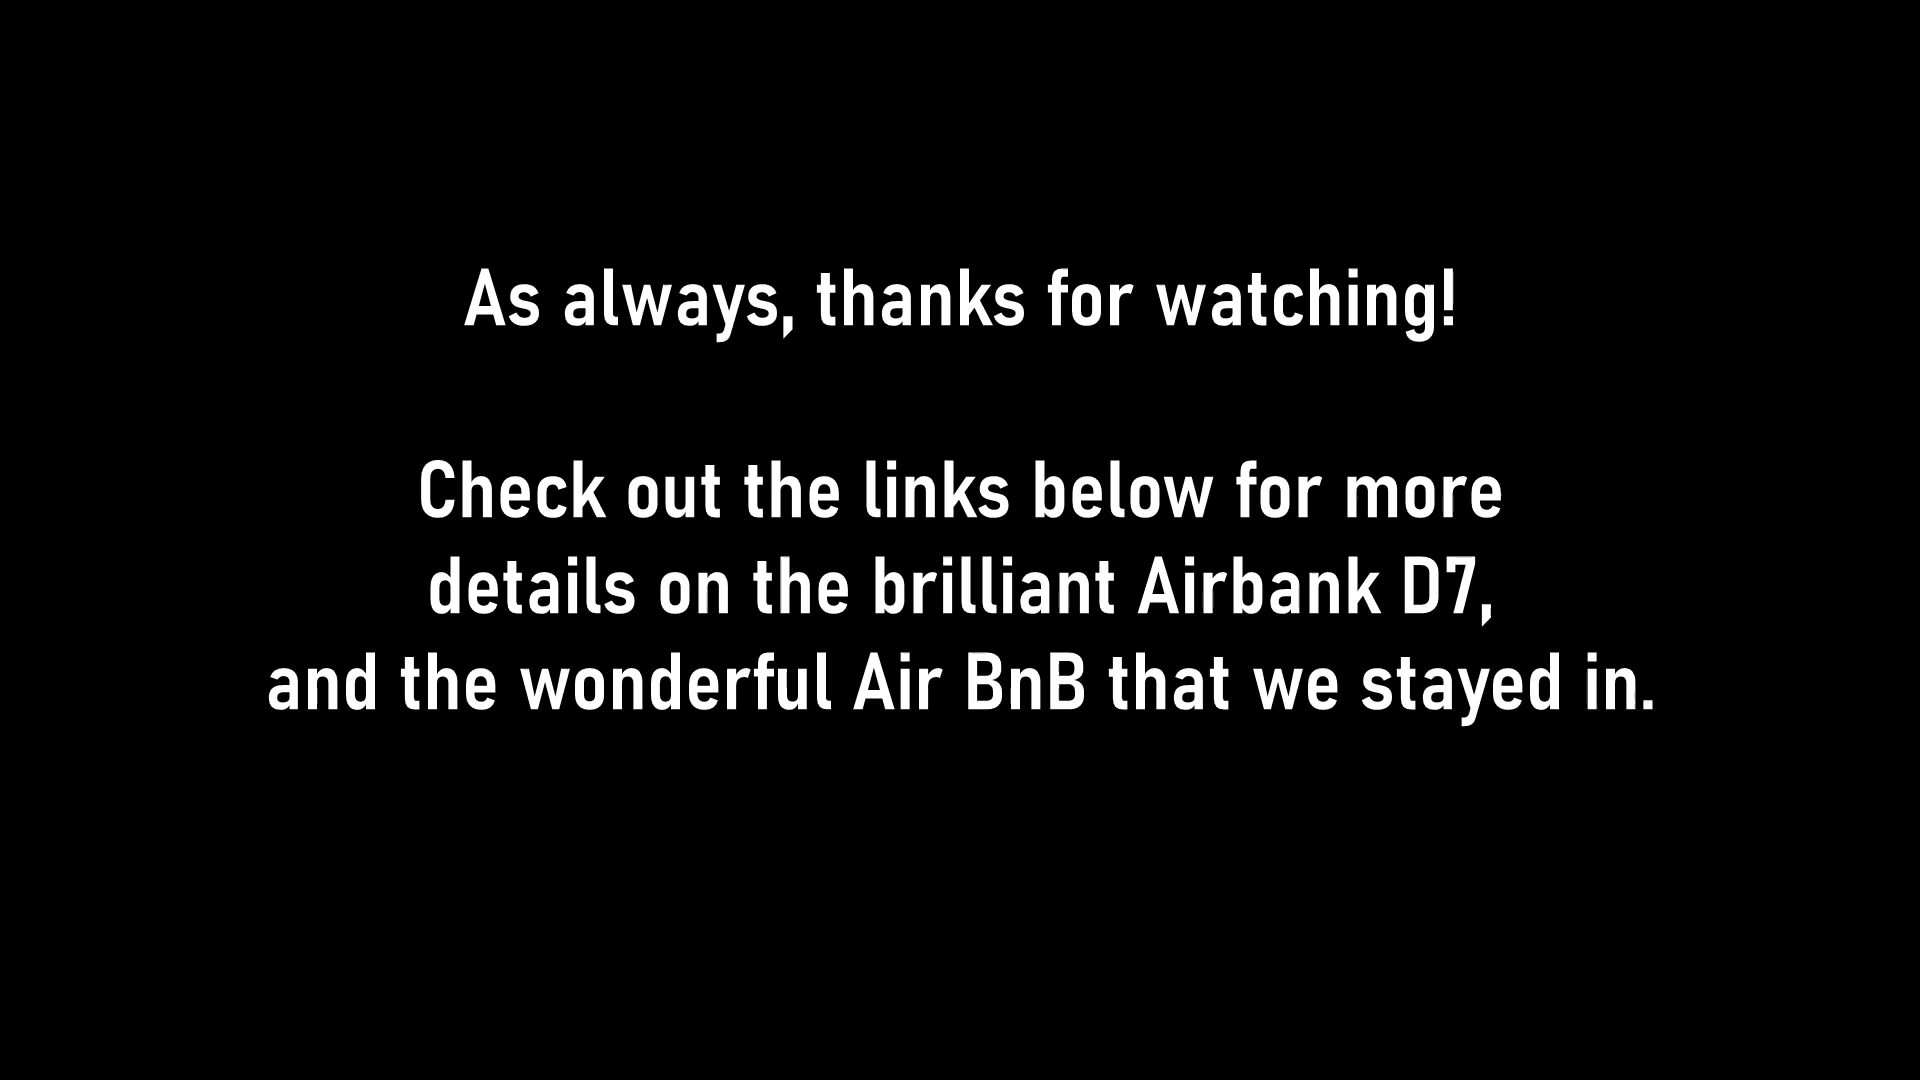 As always, thanks for watching!
Check out the links below for more
details on the brilliant Airbank D7,
and the wonderful Air BnB that we stayed in.